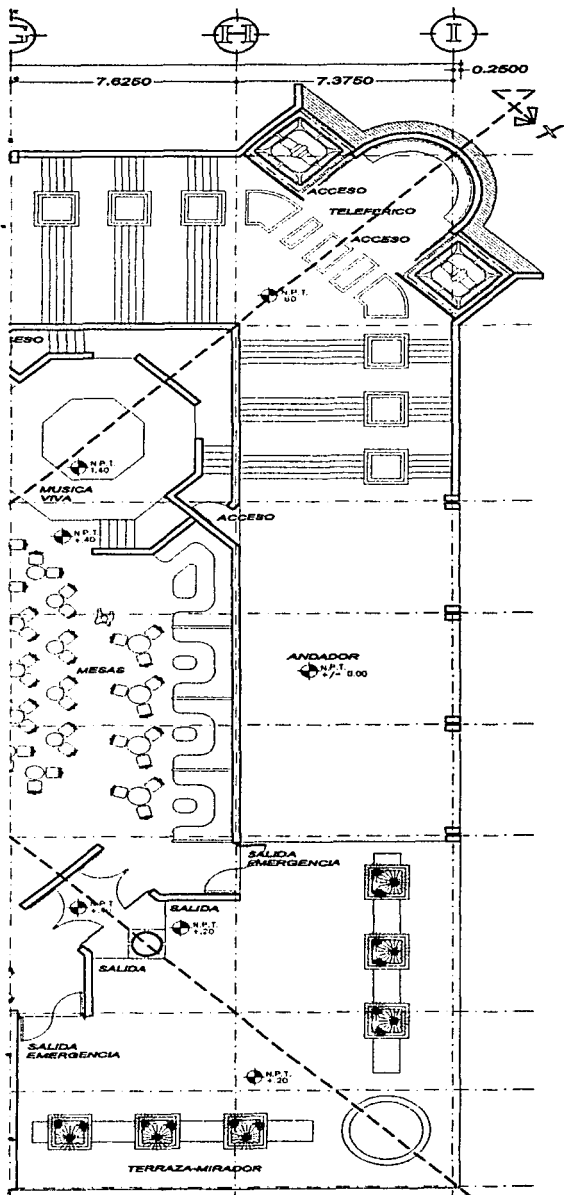 G H I
0.2500
7.6250 7.3750
X
ACCESO
TELEFERICO
ACCESO
N.P.T.
.80
ESO
N.P.T.
1.40
MUSICA
VIVA
ACCESO
N.P.T.
+.40
ANDADOR
N.P.T.
+/- 0.00
MESAS
SALIDA
EMERGENCIA
N.P.T.
SALIDA
N.P.T.
+.20
SALIDA
SALIDA
EMERGENCIA
N.P.T.
+.20
TERRAZA-MIRADOR